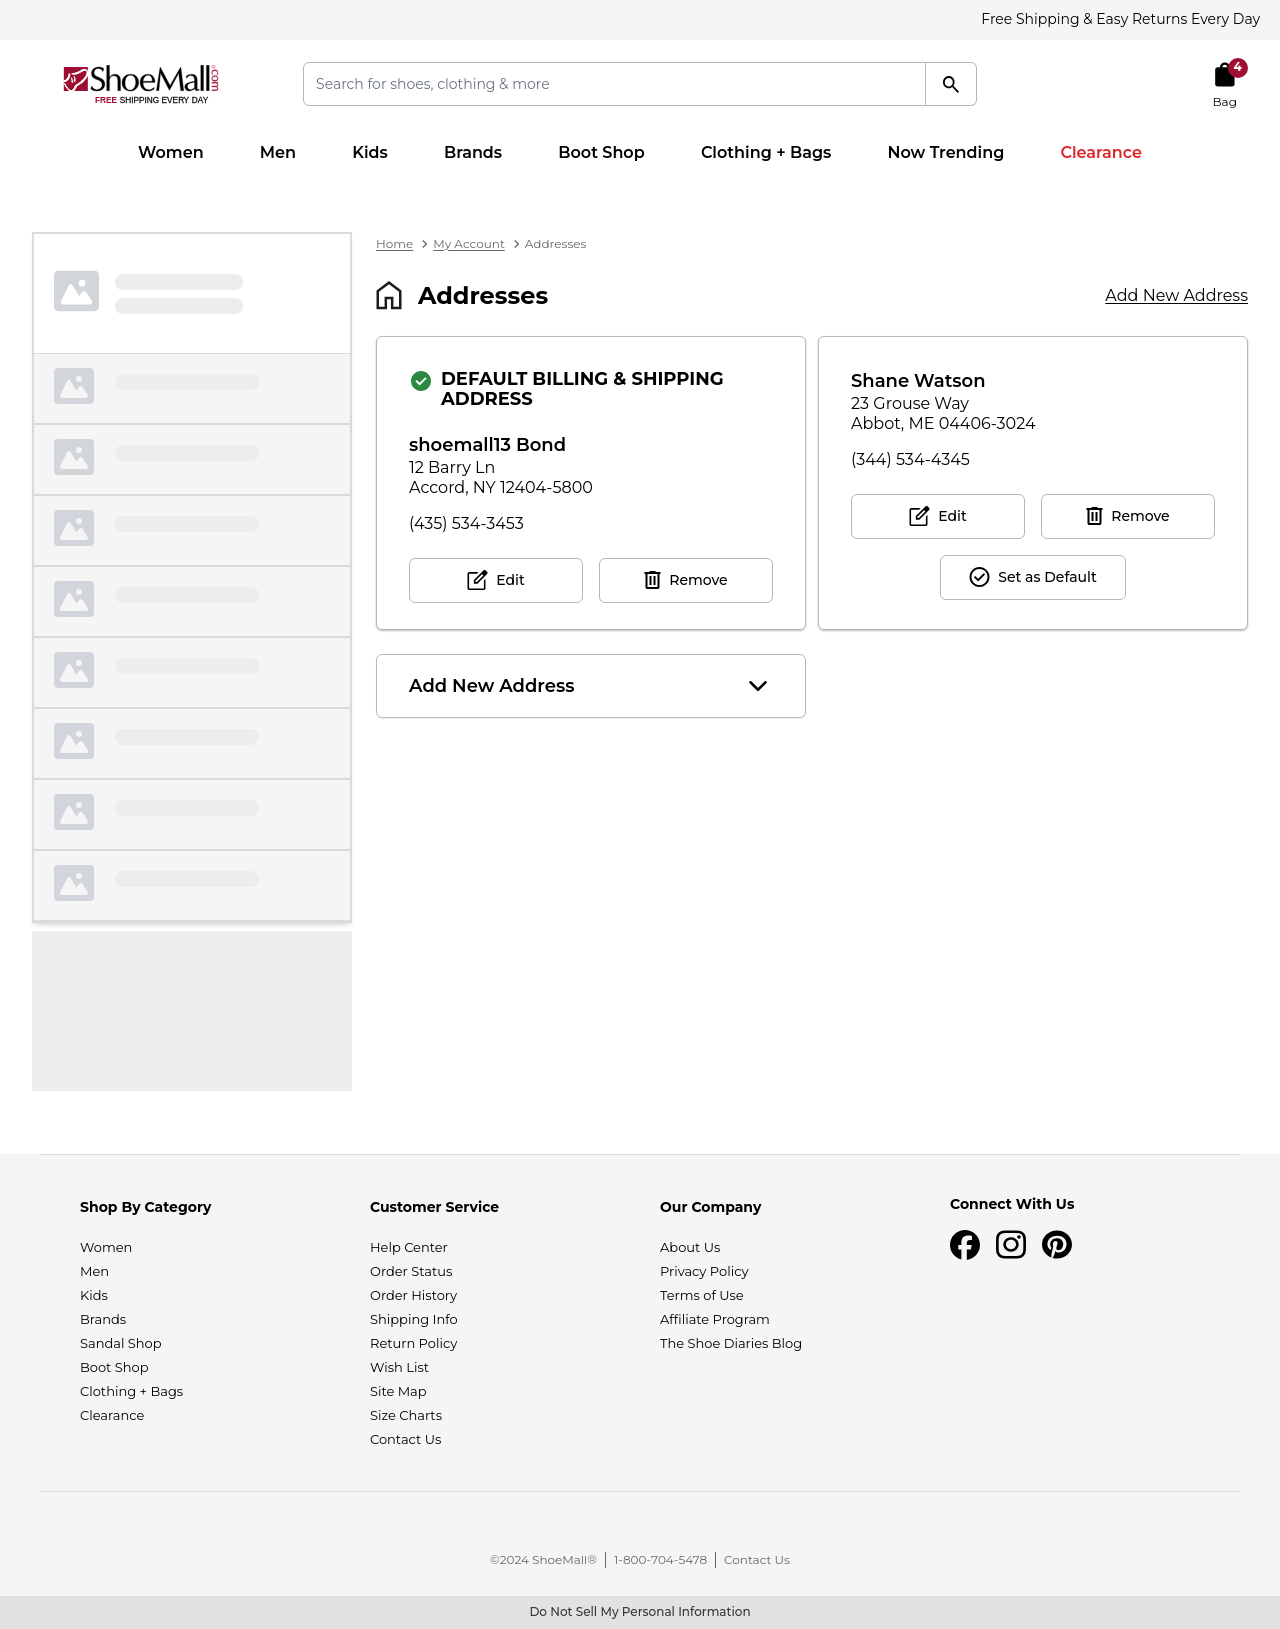 Free Shipping & Easy Returns Every Day
ShoeMall.com
FREE SHIPPING EVERY DAY
Search for shoes, clothing & more
4
Bag
Women
Men
Kids
Brands
Boot Shop
Clothing + Bags
Now Trending
Clearance
Home > My Account > Addresses
Addresses
Add New Address
DEFAULT BILLING & SHIPPING
ADDRESS
shoemall13 Bond
12 Barry Ln
Accord, NY 12404-5800
(435) 534-3453
Edit
Remove
Shane Watson
23 Grouse Way
Abbot, ME 04406-3024
(344) 534-4345
Edit
Remove
Set as Default
Add New Address
Shop By Category
Women
Men
Kids
Brands
Sandal Shop
Boot Shop
Clothing + Bags
Clearance
Customer Service
Help Center
Order Status
Order History
Shipping Info
Return Policy
Wish List
Site Map
Size Charts
Contact Us
Our Company
About Us
Privacy Policy
Terms of Use
Affiliate Program
The Shoe Diaries Blog
Connect With Us
©2024 ShoeMall® | 1-800-704-5478 | Contact Us
Do Not Sell My Personal Information